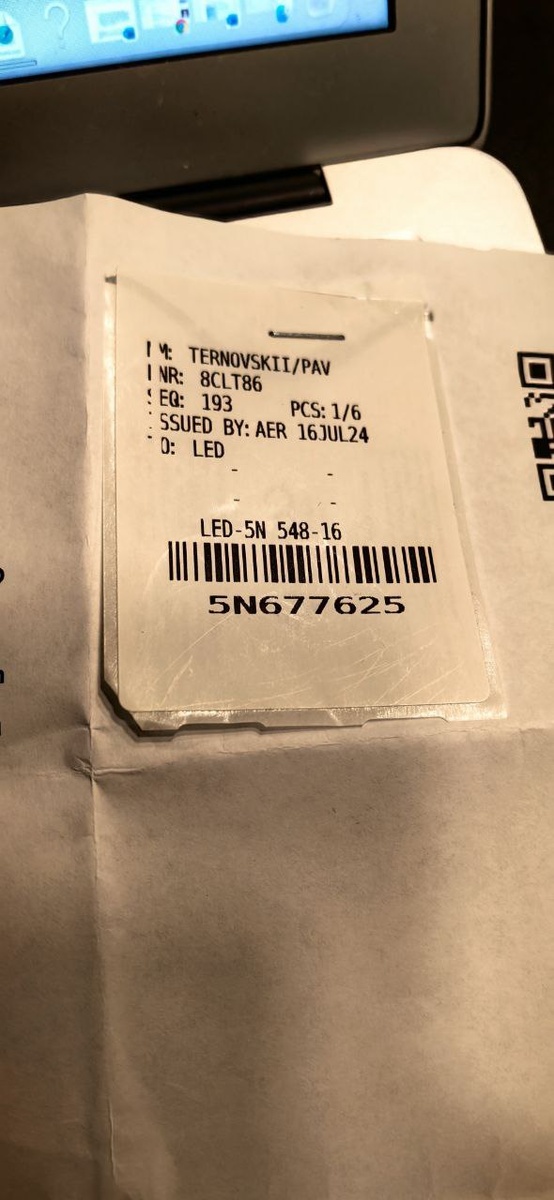 M: TERNOVSKII/PAV
NR: 8CLT86
EQ: 193 PCS: 1/6
SSUED BY: AER 16JUL24
O: LED
- -
- -
LED-5N 548-16
5N677625